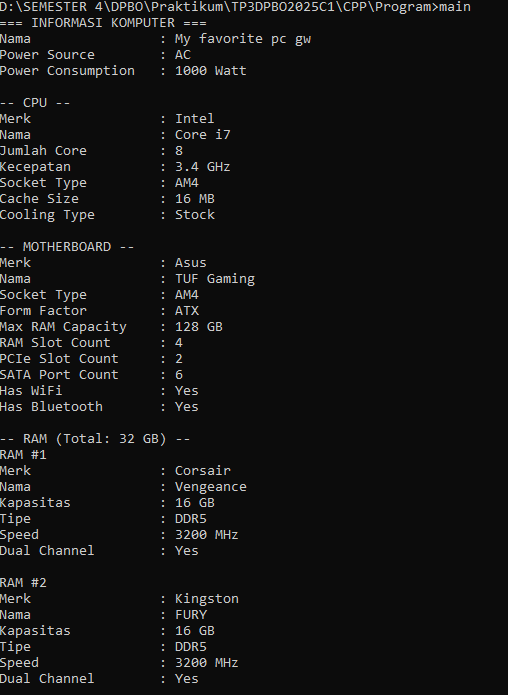 D:\SEMESTER 4\DPBO\Praktikum\TP3DPBO2025C1\CPP\Program>main
=== INFORMASI KOMPUTER ===
Nama : My favorite pc gw
Power Source : AC
Power Consumption : 1000 Watt
-- CPU --
Merk : Intel
Nama : Core i7
Jumlah Core : 8
Kecepatan : 3.4 GHz
Socket Type : AM4
Cache Size : 16 MB
Cooling Type : Stock
-- MOTHERBOARD --
Merk : Asus
Nama : TUF Gaming
Socket Type : AM4
Form Factor : ATX
Max RAM Capacity : 128 GB
RAM Slot Count : 4
PCIe Slot Count : 2
SATA Port Count : 6
Has WiFi : Yes
Has Bluetooth : Yes
-- RAM (Total: 32 GB) --
RAM #1
Merk : Corsair
Nama : Vengeance
Kapasitas : 16 GB
Tipe : DDR5
Speed : 3200 MHz
Dual Channel : Yes
RAM #2
Merk : Kingston
Nama : FURY
Kapasitas : 16 GB
Tipe : DDR5
Speed : 3200 MHz
Dual Channel : Yes